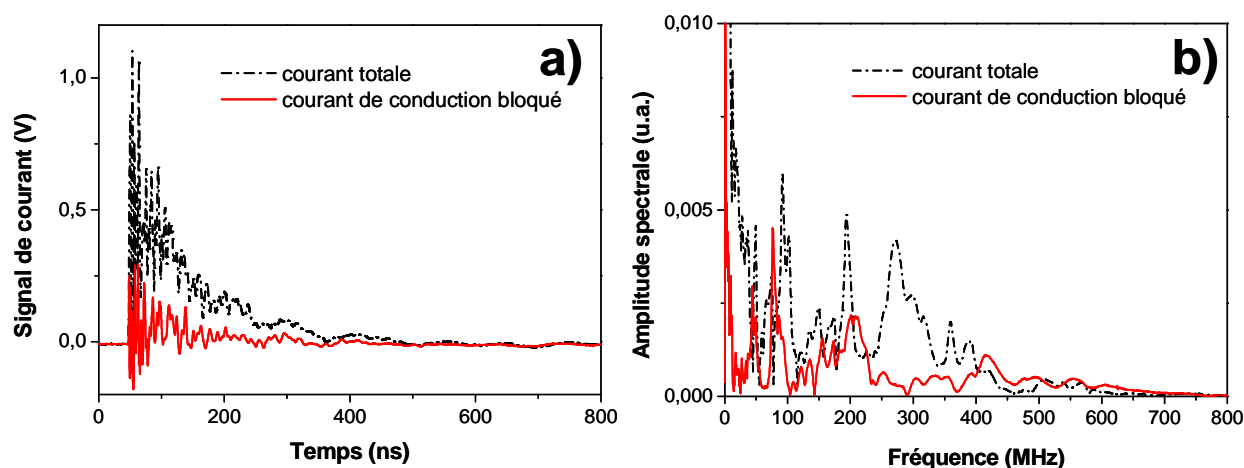 a)
courant totale
courant de conduction bloqué
1,0
0,5
0,0
Signal de courant (V)
0
200
400
600
800
Temps (ns)
b)
courant totale
courant de conduction bloqué
0,010
0,005
0,000
Amplitude spectrale (u.a.)
0
100
200
300
400
500
600
700
800
Fréquence (MHz)